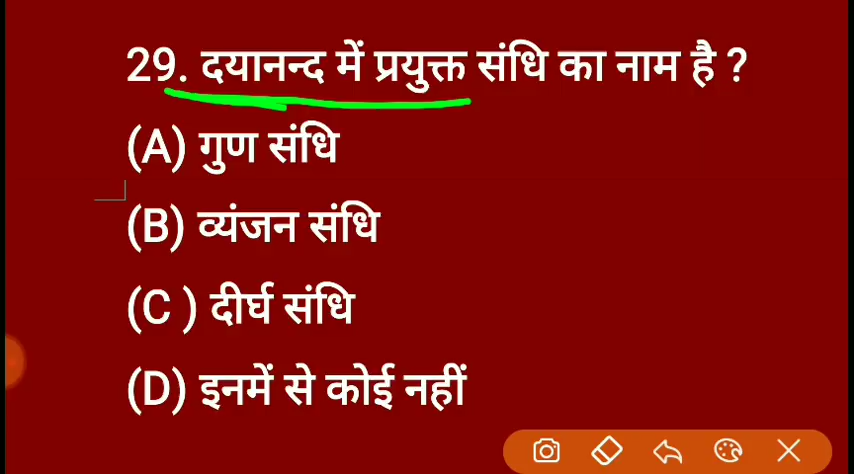 29. दयानन्द में प्रयुक्त संधि का नाम है ?
(A) गुण संधि
(B) व्यंजन संधि
(C ) दीर्घ संधि
(D) इनमें से कोई नहीं